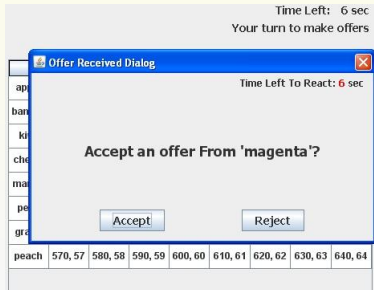 Time Left: 6 sec
Your turn to make offers
Offer Received Dialog
Time Left To React: 6 sec
Accept an offer From 'magenta'?
Accept
Reject
peach 570, 57 580, 58 590, 59 600, 60 610, 61 620, 62 630, 63 640, 64